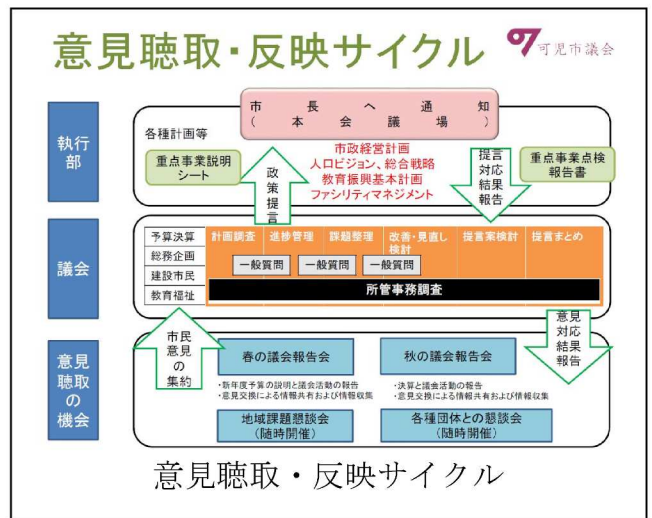 意見聴取・反映サイクル
可児市議会
執行
部
市長へ通知
(本会議場)
各種計画等
重点事業説明
シート
政
策
提
言
市政経営計画
人口ビジョン、総合戦略
教育振興基本計画
ファシリティマネジメント
提言
対応
結果
報告
重点事業点検
報告書
議会
予算決算
総務企画
建設市民
教育福祉
計画調査
進捗管理
課題整理
改善・見直し
検討
提言案検討
提言まとめ
一般質問
一般質問
一般質問
所管事務調査
意見
聴取
の
機会
市民
意見
の
集約
春の議会報告会
・新年度予算の説明と議会活動の報告
・意見交換による情報共有および情報収集
秋の議会報告会
・決算と議会活動の報告
・意見交換による情報共有および情報収集
意見
対応
結果
報告
地域課題懇談会
(随時開催)
各種団体との懇談会
(随時開催)
意見聴取・反映サイクル